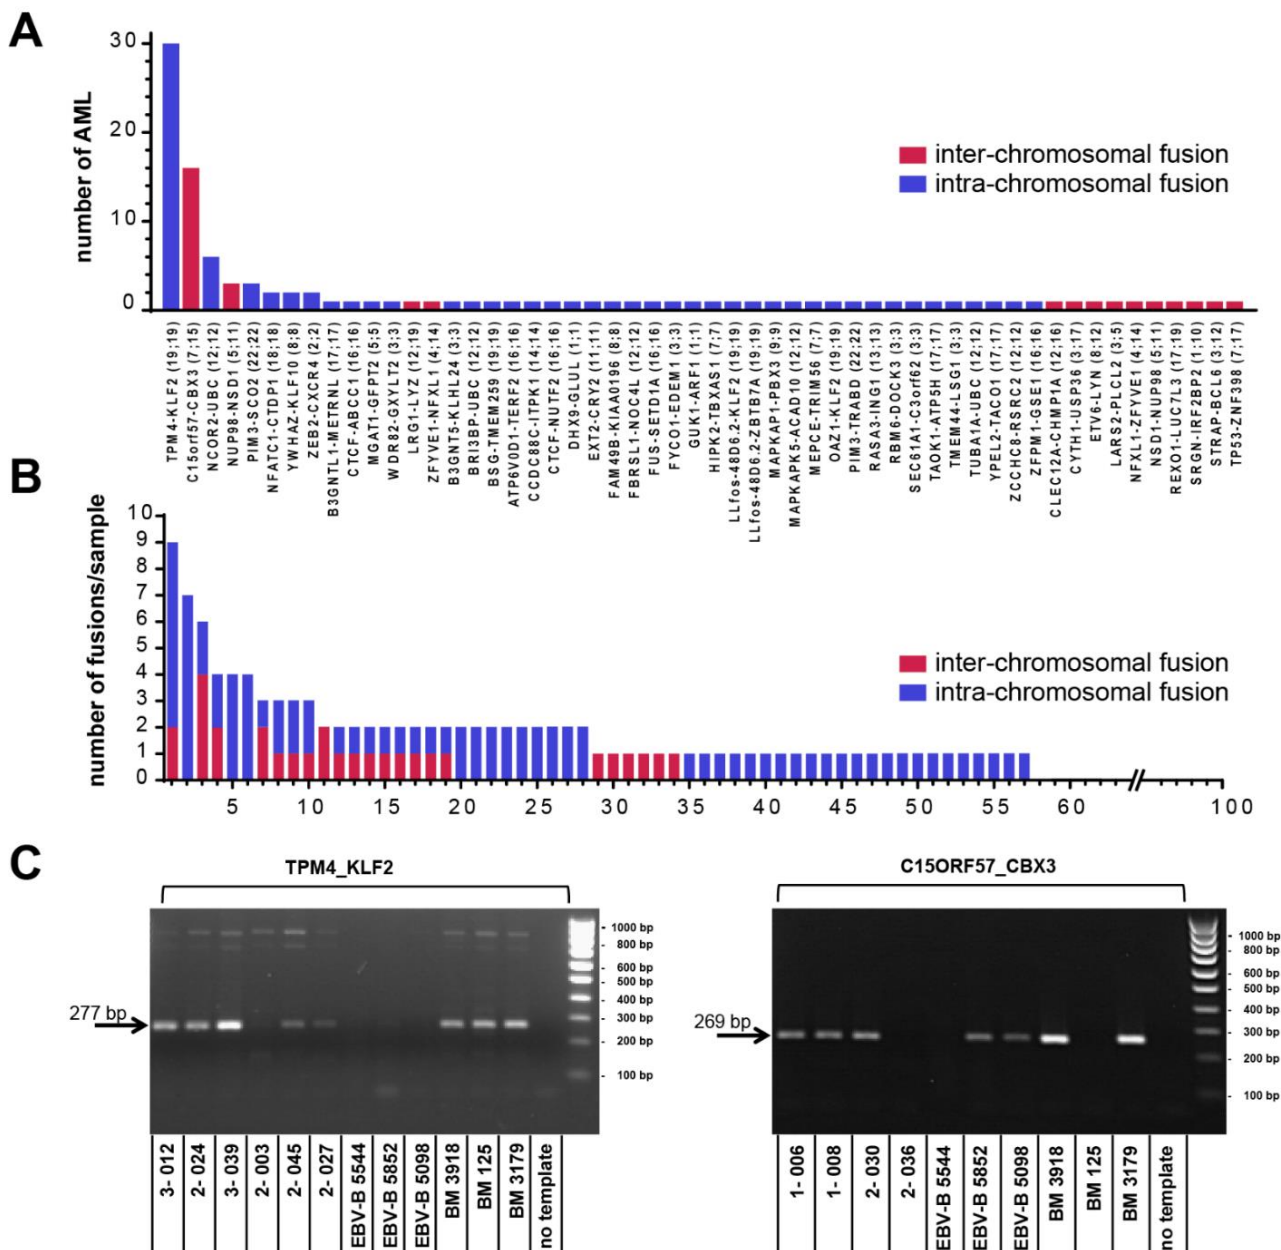 A
number of AML
30
20
10
0
inter-chromosomal fusion
intra-chromosomal fusion
TPM4-KLF2 (19;19)
C15orf57-CBX3 (7;15)
NCOR2-UBC (12;12)
NUP98-NSD1 (5;11)
PIM3-SCO2 (22;22)
NFATC1-CTDP1 (18;18)
YWHAZ-KLF10 (8;8)
ZEB2-CXCR4 (2;2)
B3GNTL1-METRNL (17;17)
CTCF-ABCC1 (16;16)
MGAT1-GFPT2 (5;5)
WDR82-GXYLT2 (3;3)
LRG1-LYZ (12;19)
ZFYVE1-NFXL1 (4;14)
B3GNT5-KLHL24 (3;3)
BRI3BP-UBC (12;12)
BSG-TMEM259 (19;19)
ATP6V0D1-TERF2 (16;16)
CCDC88C-ITPK1 (14;14)
CTCF-NUTF2 (16;16)
DHX9-GLUL (1;1)
EXT2-CRY2 (11;11)
FAM49B-KIAA0196 (8;8)
FBRSL1-NOC4L (12;12)
FUS-SETD1A (16;16)
FYCO1-EDEM1 (3;3)
GUK1-ARF1 (1;1)
HIPK2-TBXAS1 (7;7)
LLfos-48D6.2-KLF2 (19;19)
LLfos-48D6.2-ZBTB7A (19;19)
MAPKAP1-PBX3 (9;9)
MAPKAPK5-ACAD10 (12;12)
MEPCE-TRIM56 (7;7)
OAZ1-KLF2 (19;19)
PIM3-TRABD (22;22)
RASA3-ING1 (13;13)
RBM6-DOCK3 (3;3)
SEC61A1-C3orf62 (3;3)
TAOK1-ATP5H (17;17)
TMEM44-LSG1 (3;3)
TUBA1A-UBC (12;12)
YPEL2-TACO1 (17;17)
ZCCHC8-RSRC2 (12;12)
ZFPM1-GSE1 (16;16)
CLEC12A-CHMP1A (12;16)
CYTH1-USP36 (3;17)
ETV6-LYN (8;12)
LARS2-PLCL2 (3;5)
NFXL1-ZFYVE1 (4;14)
NSD1-NUP98 (5;11)
REXO1-LUC7L3 (17;19)
SRGN-IRF2BP2 (1;10)
STRAP-BCL6 (3;12)
TP53-ZNF398 (7;17)
B
number of fusions/sample
10
9
8
7
6
5
4
3
2
1
0
inter-chromosomal fusion
intra-chromosomal fusion
5 10 15 20 25 30 35 40 45 50 55 60 100
C
TPM4_KLF2
277 bp
- 1000 bp
- 800 bp
- 600 bp
- 500 bp
- 400 bp
- 300 bp
- 200 bp
- 100 bp
3- 012
2- 024
3- 039
2- 003
2- 045
2- 027
EBV-B 5544
EBV-B 5852
EBV-B 5098
BM 3918
BM 125
BM 3179
no template
C15ORF57_CBX3
269 bp
- 1000 bp
- 800 bp
- 600 bp
- 500 bp
- 400 bp
- 300 bp
- 200 bp
- 100 bp
1- 006
1- 008
2- 030
2- 036
EBV-B 5544
EBV-B 5852
EBV-B 5098
BM 3918
BM 125
BM 3179
no template